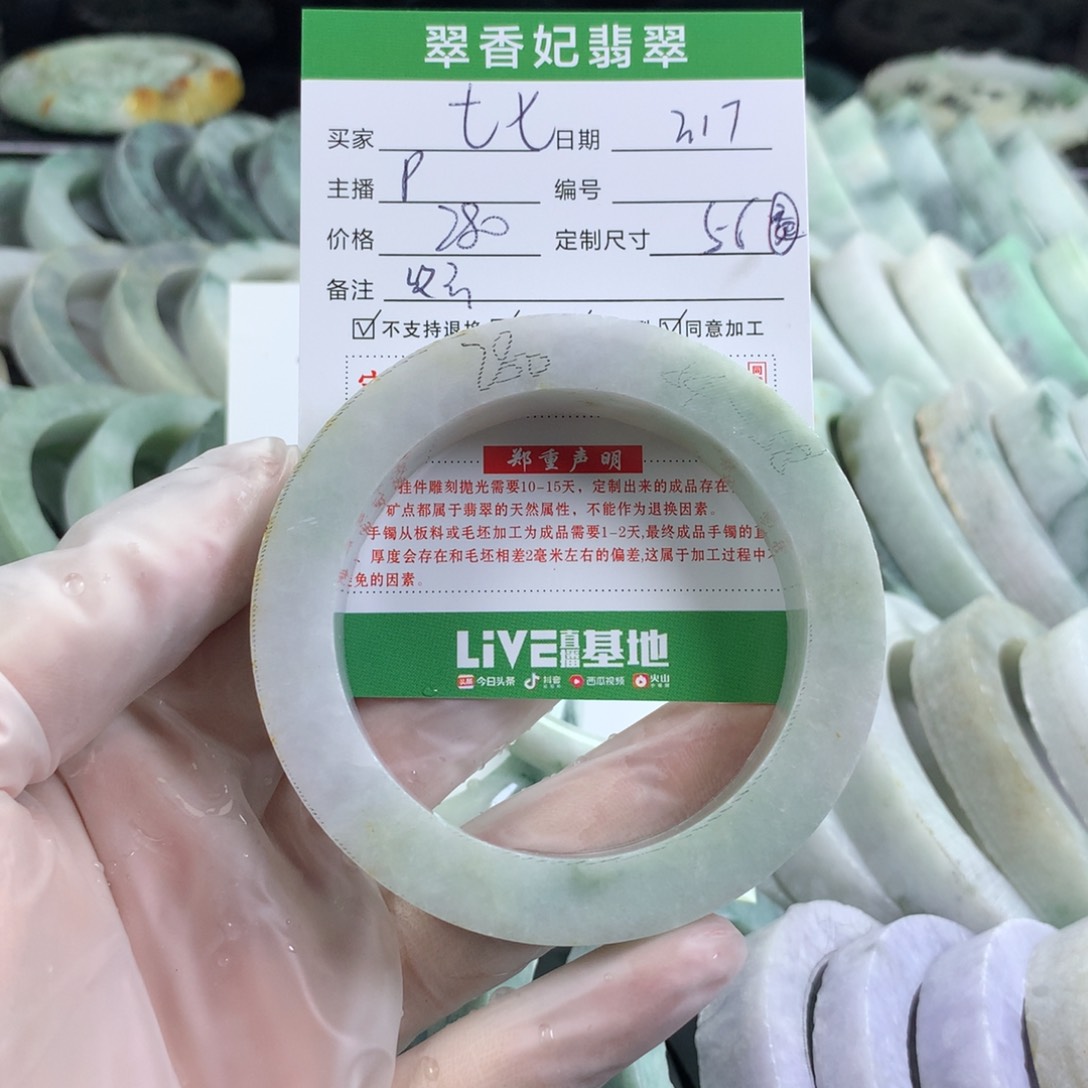 翠香妃翡翠
买家 七七 日期 217
主播 P 编号
价格 280 定制尺寸 56 圆
备注
不支持退换 同意加工
280
郑重声明
挂件雕刻抛光需要10-15天，定制出来的成品存在
矿点都属于翡翠的天然属性，不能作为退换因素。
手镯从板料或毛坯加工为成品需要1-2天,最终成品手镯的
厚度会存在和毛坯相差2毫米左右的偏差,这属于加工过程中
免的因素。
LiVE直播基地
头条 今日头条 抖音 西瓜视频 火山